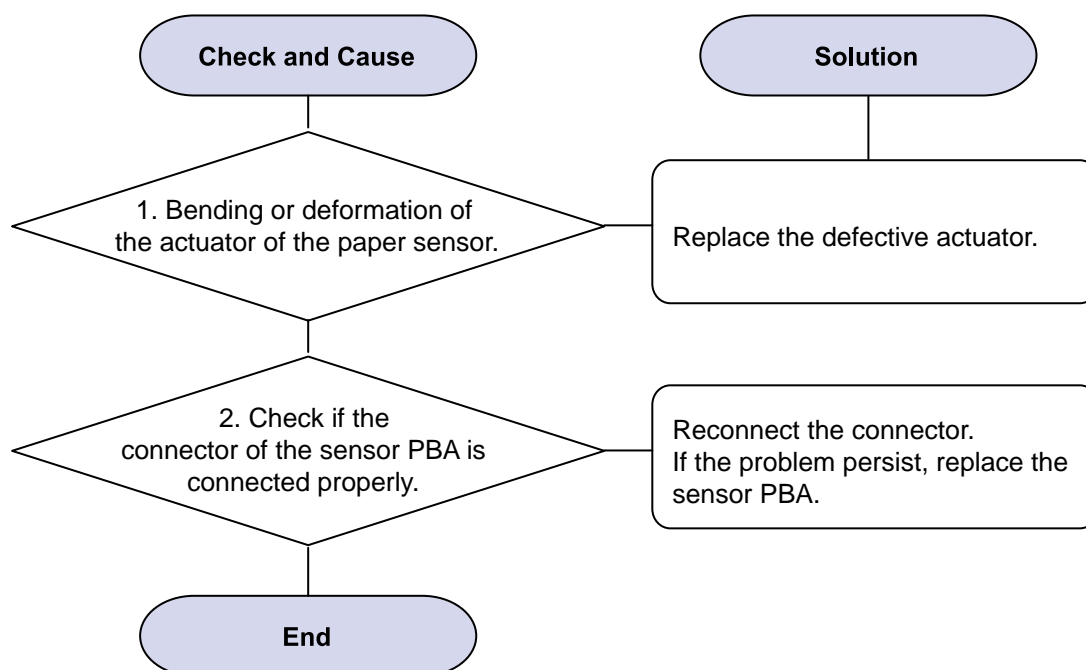 Check and Cause
Solution
1. Bending or deformation of
the actuator of the paper sensor.
Replace the defective actuator.
2. Check if the
connector of the sensor PBA is
connected properly.
Reconnect the connector.
If the problem persist, replace the
sensor PBA.
End